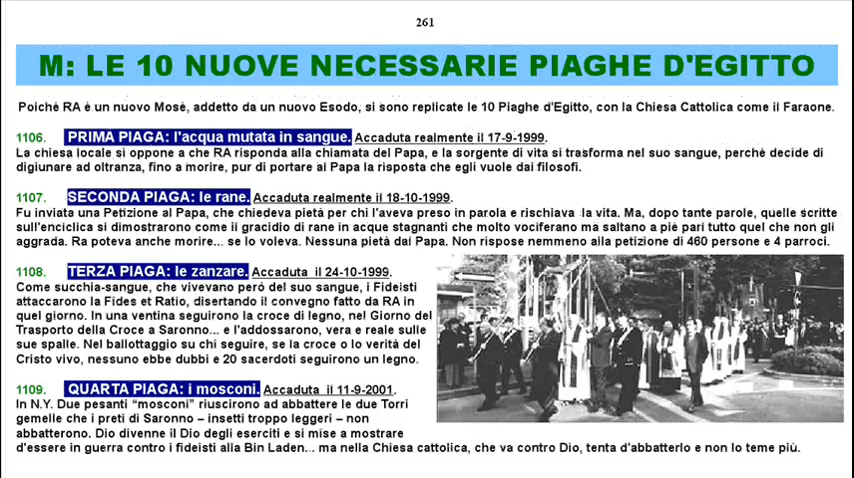 261
M: LE 10 NUOVE NECESSARIE PIAGHE D'EGITTO
Poiché RA è un nuovo Mosé, addetto da un nuovo Esodo, si sono replicate le 10 Piaghe d'Egitto, con la Chiesa Cattolica come il Faraone.
1106. PRIMA PIAGA: l'acqua mutata in sangue. Accaduta realmente il 17-9-1999.
La chiesa locale si oppone a che RA risponda alla chiamata del Papa, e la sorgente di vita si trasforma nel suo sangue, perché decide di
digiunare ad oltranza, fino a morire, pur di portare al Papa la risposta che egli vuole dai filosofi.
1107. SECONDA PIAGA: le rane. Accaduta realmente il 18-10-1999.
Fu inviata una Petizione al Papa, che chiedeva pietà per chi l'aveva preso in parola e rischiava la vita. Ma, dopo tante parole, quelle scritte
sull'enciclica si dimostrarono come il gracidio di rane in acque stagnanti che molto vociferano ma saltano a piè pari tutto quel che non gli
aggrada. Ra poteva anche morire... se lo voleva. Nessuna pietà dal Papa. Non rispose nemmeno alla petizione di 460 persone e 4 parroci.
1108. TERZA PIAGA: le zanzare. Accaduta il 24-10-1999.
Come succhia-sangue, che vivevano però del suo sangue, i Fideisti
attaccarono la Fides et Ratio, disertando il convegno fatto da RA in
quel giorno. In una ventina seguirono la croce di legno, nel Giorno del
Trasporto della Croce a Saronno... e l'addossarono, vera e reale sulle
sue spalle. Nel ballottaggio su chi seguire, se la croce o lo verità del
Cristo vivo, nessuno ebbe dubbi e 20 sacerdoti seguirono un legno.
1109. QUARTA PIAGA: i mosconi. Accaduta il 11-9-2001.
In N.Y. Due pesanti “mosconi” riuscirono ad abbattere le due Torri
gemelle che i preti di Saronno – insetti troppo leggeri – non
abbatterono. Dio divenne il Dio degli eserciti e si mise a mostrare
d'essere in guerra contro i fideisti alia Bin Laden... ma nella Chiesa cattolica, che va contro Dio, tenta d'abbatterlo e non lo teme più.